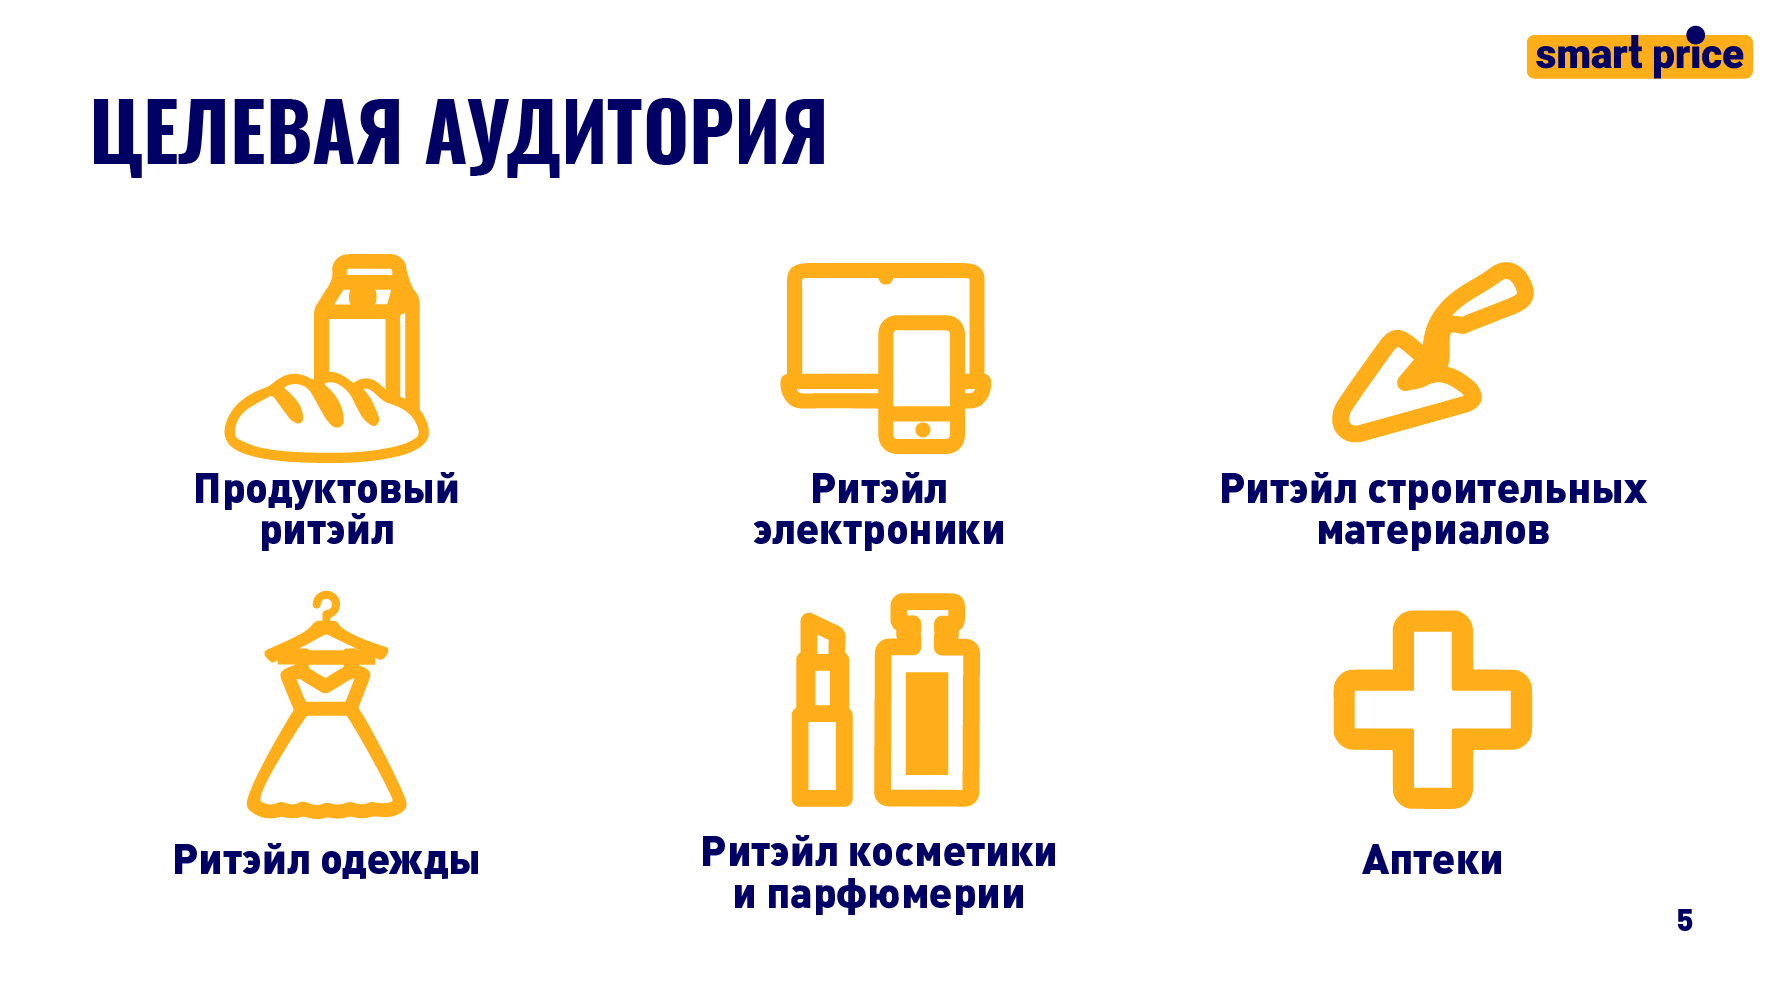 smart price
ЦЕЛЕВАЯ АУДИТОРИЯ
Продуктовый
ритэйл
Ритэйл
электроники
Ритэйл строительных
материалов
Ритэйл одежды
Ритэйл косметики
и парфюмерии
Аптеки
5